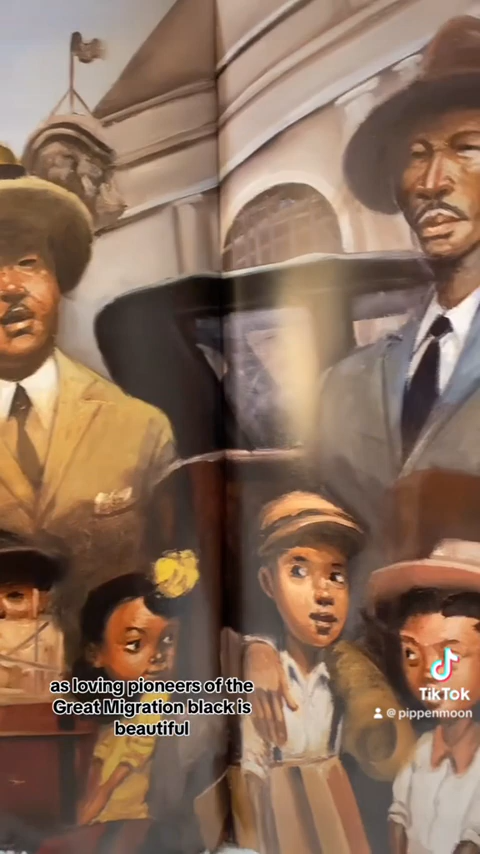 as loving pioneers of the
Great Migration black is
beautiful
TikTok
@pippenmoon